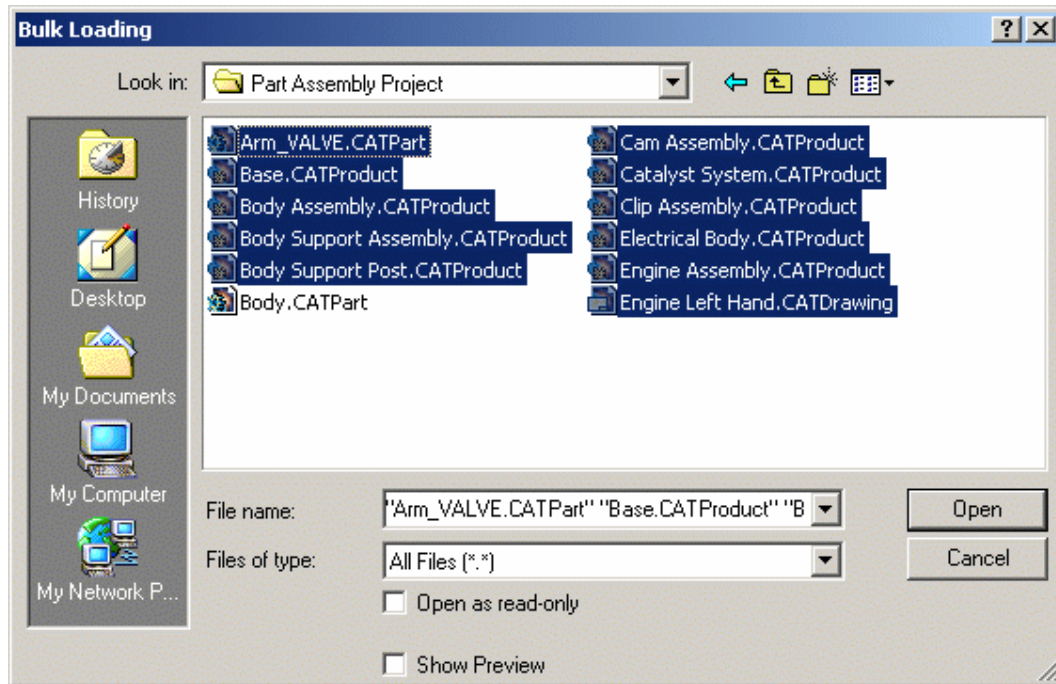 Bulk Loading
Look in: Part Assembly Project
History
Desktop
My Documents
My Computer
My Network P...
Arm_VALVE.CATPart
Base.CATProduct
Body Assembly.CATProduct
Body Support Assembly.CATProduct
Body Support Post.CATProduct
Body.CATPart
Cam Assembly.CATProduct
Catalyst System.CATProduct
Clip Assembly.CATProduct
Electrical Body.CATProduct
Engine Assembly.CATProduct
Engine Left Hand.CATDrawing
File name: "Arm_VALVE.CATPart" "Base.CATProduct" "B
Open
Files of type: All Files (*.*)
Cancel
Open as read-only
Show Preview